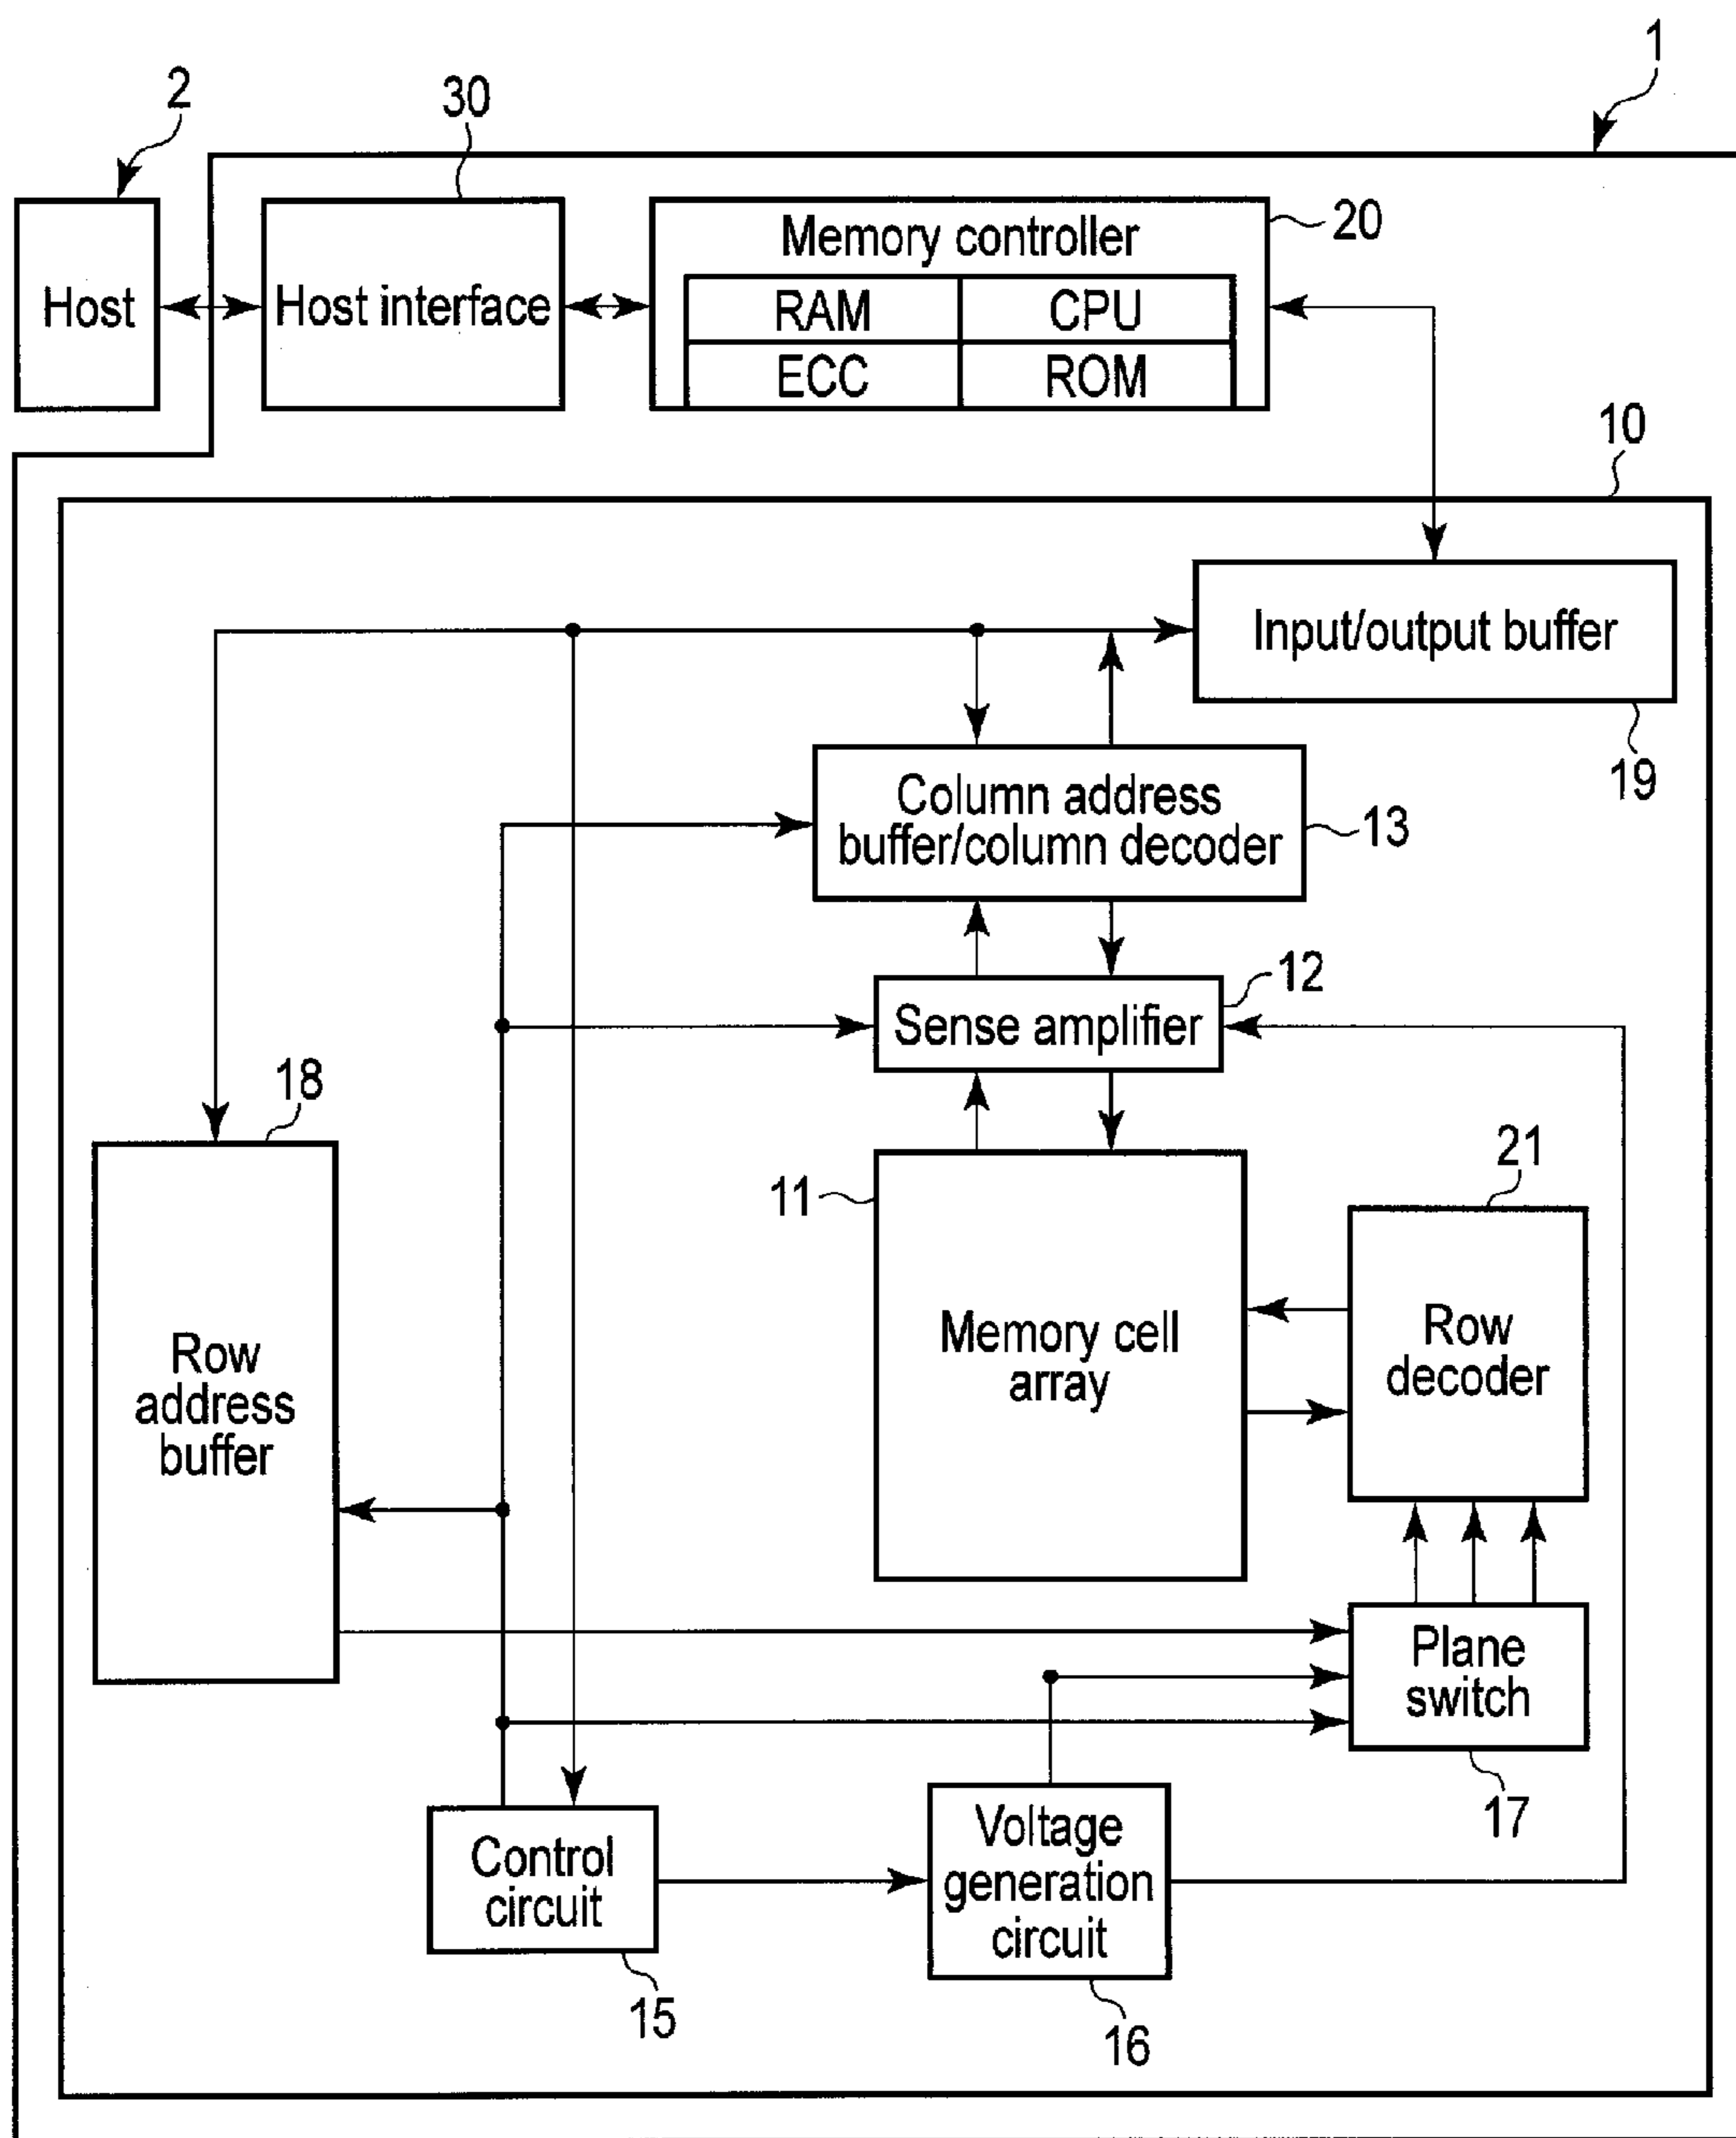 1
2
30
20
Host
Host interface
Memory controller
RAM
CPU
ECC
ROM
10
Input/output buffer
19
Column address
buffer/column decoder
13
12
Sense amplifier
18
11
21
Row
address
buffer
Memory cell
array
Row
decoder
Plane
switch
17
Control
circuit
15
Voltage
generation
circuit
16